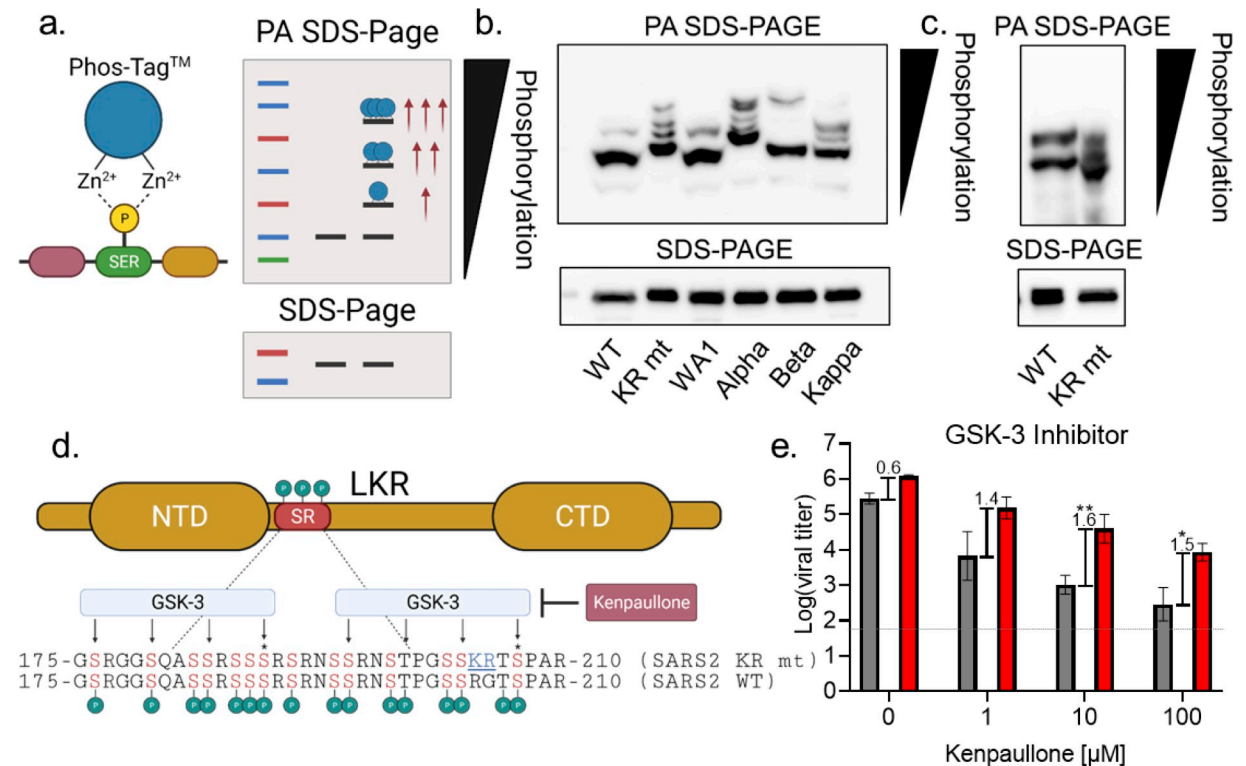 a.
PA SDS-Page
Phos-Tag™
Zn²⁺ Zn²⁺
P
SER
Phosphorylation
SDS-Page
b.
PA SDS-PAGE
Phosphorylation
SDS-PAGE
WT
KR mt
WA1
Alpha
Beta
Kappa
c.
PA SDS-PAGE
Phosphorylation
SDS-PAGE
WT
KR mt
d.
P P P
LKR
NTD
SR
CTD
GSK-3
GSK-3
Kenpaullone
* *
175-GSRGGSQASSRSSSRSRNSSRNSTPGSSKRTSPAR-210 (SARS2 KR mt)
175-GSRGGSQASSRSSSRSRNSSRNSTPGSSRGTSPAR-210 (SARS2 WT)
P P P P P P P P P P P P P P P P P
e.
GSK-3 Inhibitor
Log(viral titer)
7
6
5
4
3
2
1
0
0.6
1.4
**
1.6
*
1.5
0 1 10 100
Kenpaullone [µM]